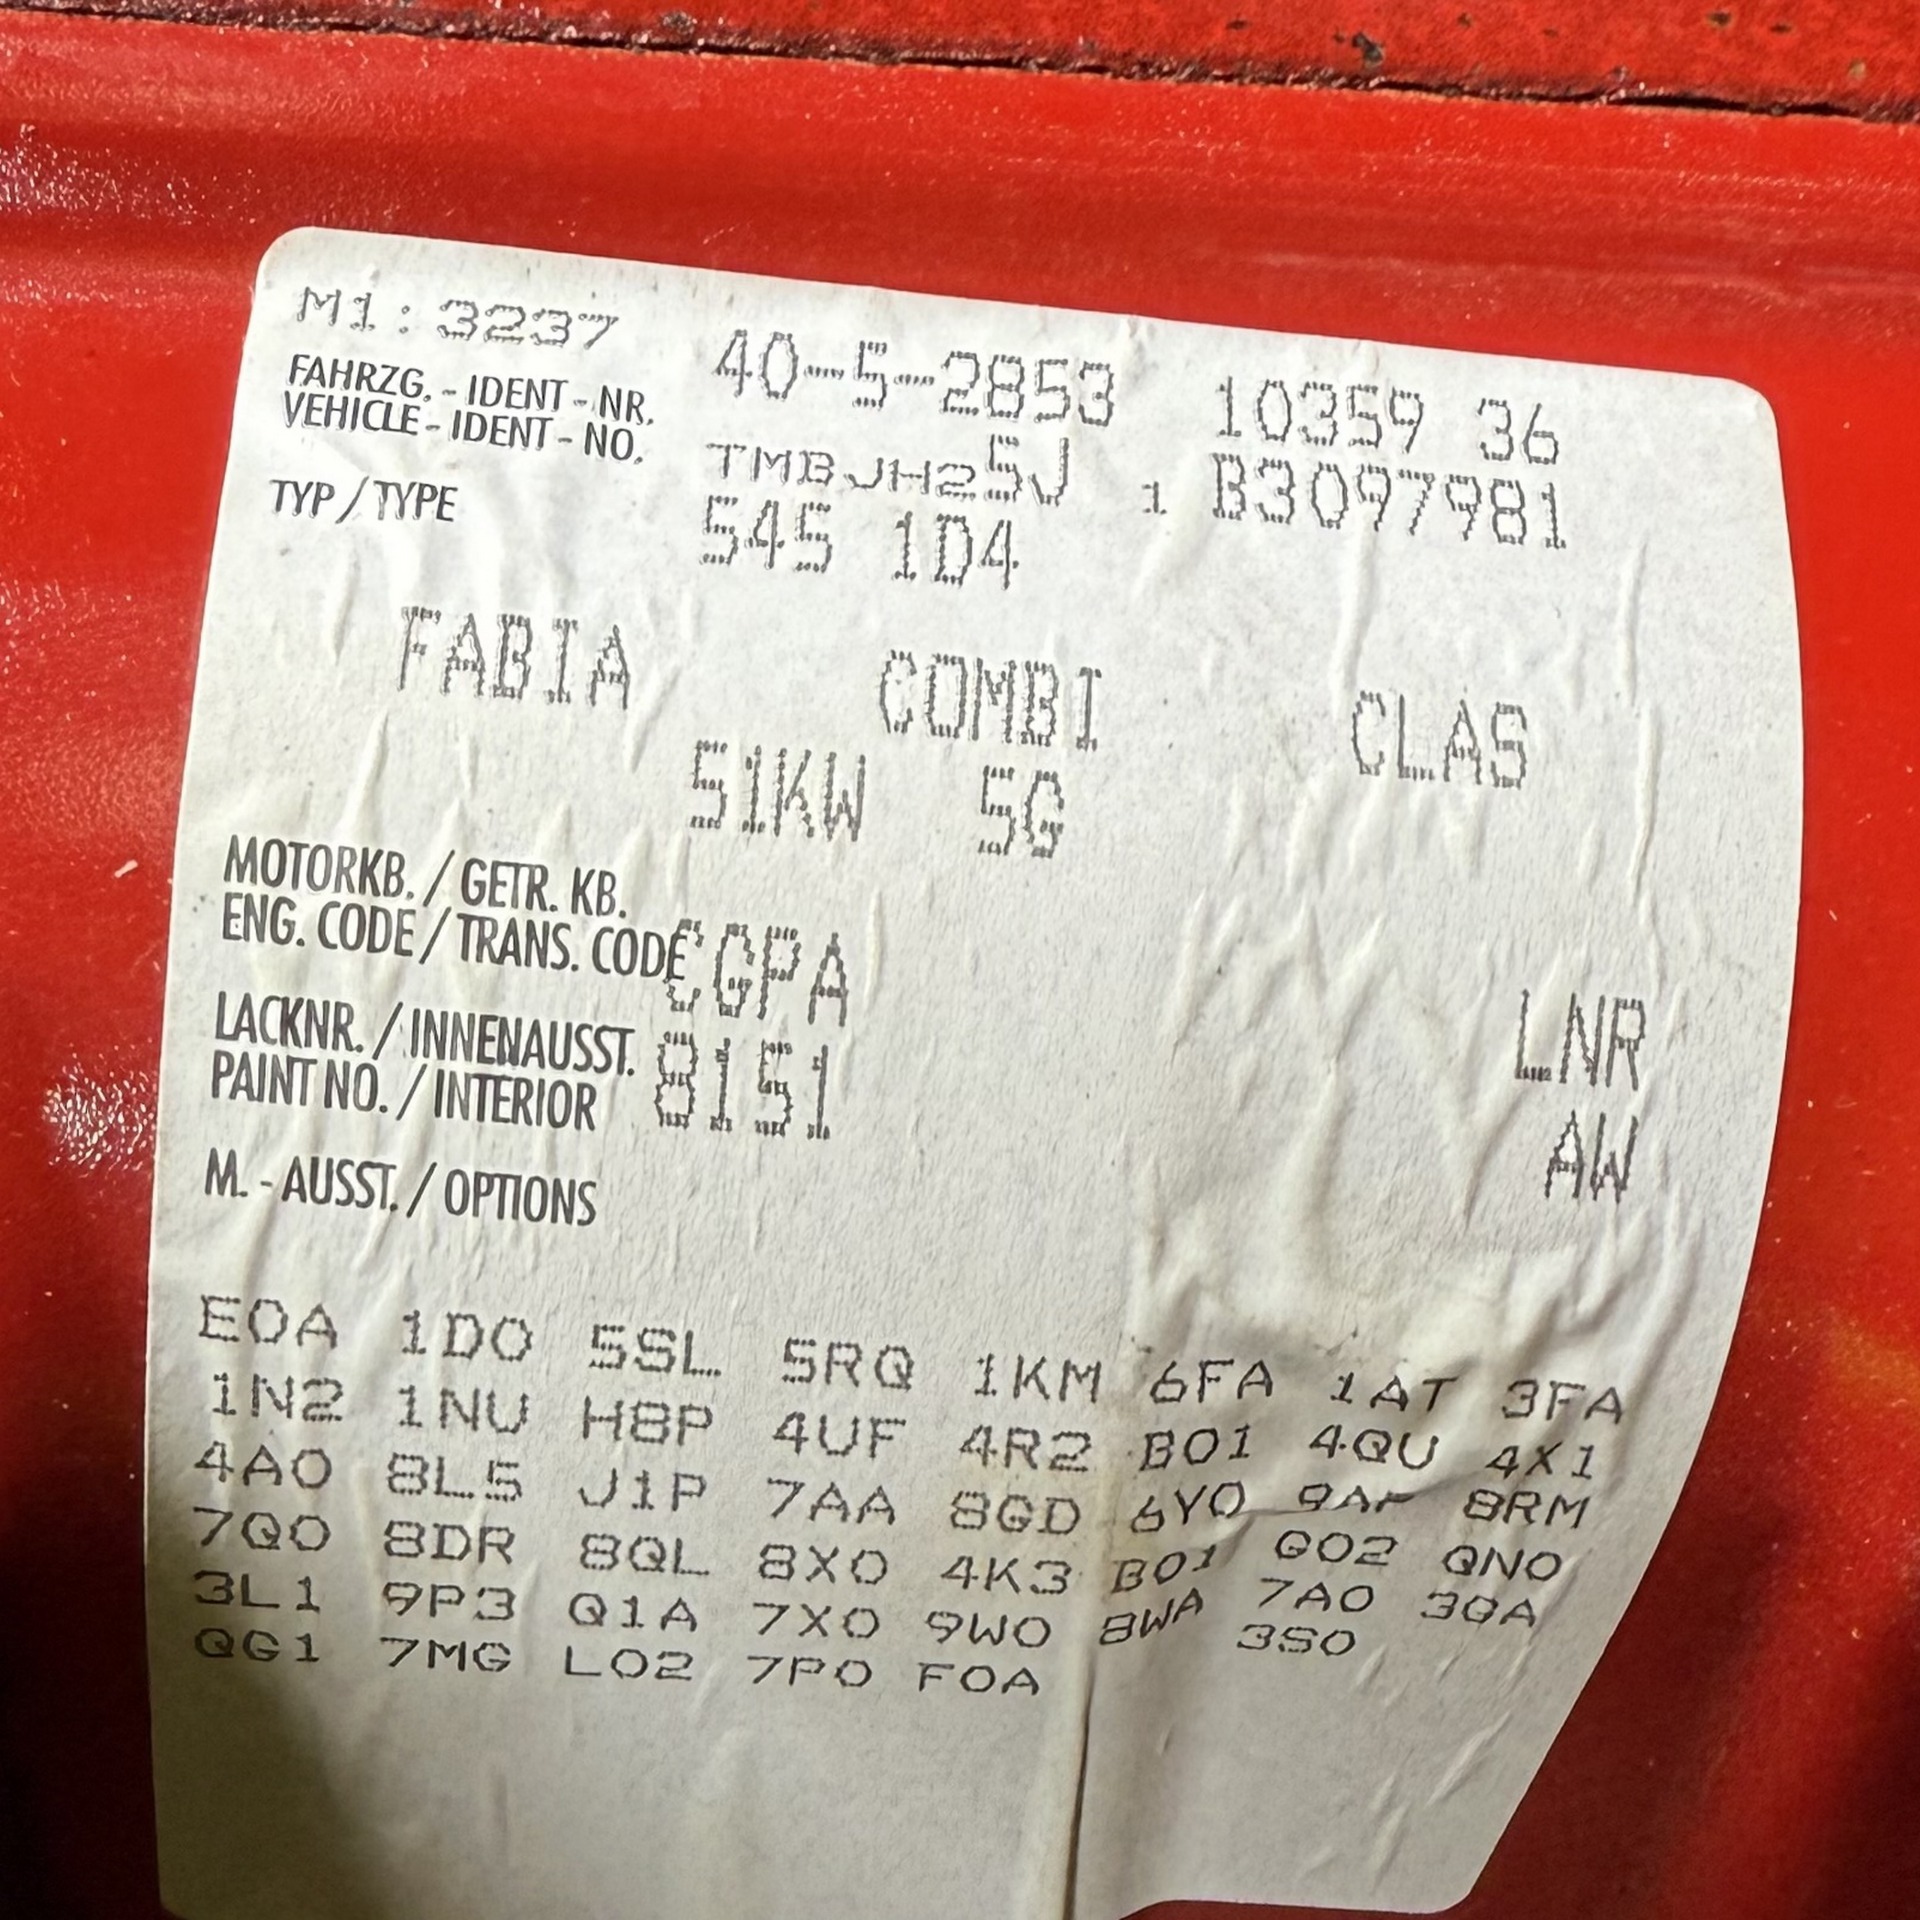 M1:3237 40-5-2853 10359 36
FAHRZG. - IDENT - NR.
VEHICLE - IDENT - NO. TMBJH25J 1 B3097981
TYP / TYPE 545 1D4
FABIA COMBI CLAS
51KW 5G
MOTORKB. / GETR. KB.
ENG. CODE / TRANS. CODE CGPA LNR
LACKNR. / INNENAUSST.
PAINT NO. / INTERIOR 8151 AW
M. - AUSST. / OPTIONS
E0A 1D0 5SL 5RQ 1KM 6FA 1AT 3FA
1N2 1NU H8P 4UF 4R2 B01 4QU 4X1
4A0 8L5 J1P 7AA 8GD 6Y0 9AF 8RM
7Q0 8DR 8QL 8X0 4K3 B01 G02 QN0
3L1 9P3 Q1A 7X0 9W0 8WA 7A0 3GA
QG1 7MG L02 7P0 F0A 3S0